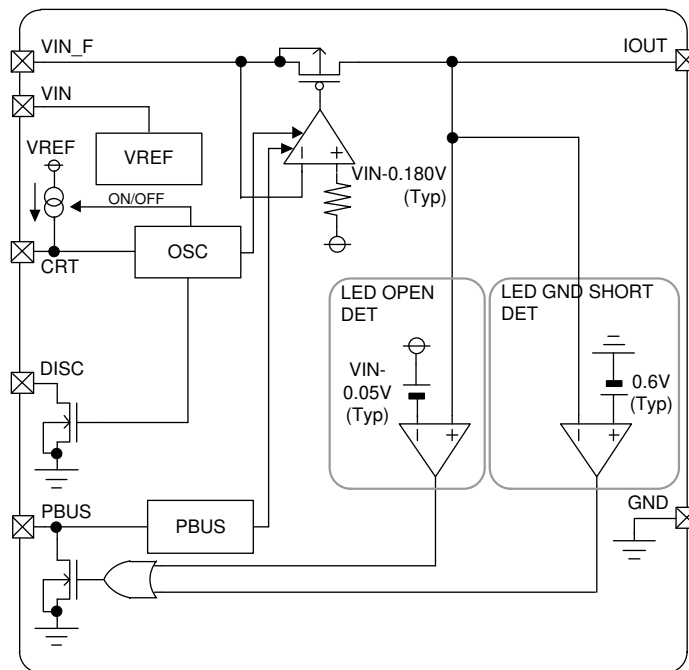 VIN_F
IOUT
VIN
VREF
VREF
VIN-0.180V
(Typ)
ON/OFF
OSC
CRT
LED OPEN
DET
LED GND SHORT
DET
DISC
VIN-
0.05V
(Typ)
0.6V
(Typ)
PBUS
PBUS
GND